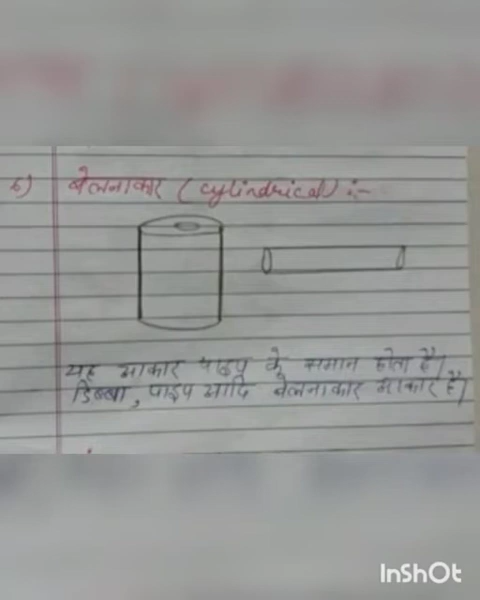 6) बेलनाकार (cylindrical) :-
यह आकार पाइप के समान होता है।
डिब्बा, पाइप आदि बेलनाकार आकार है।
InShOt